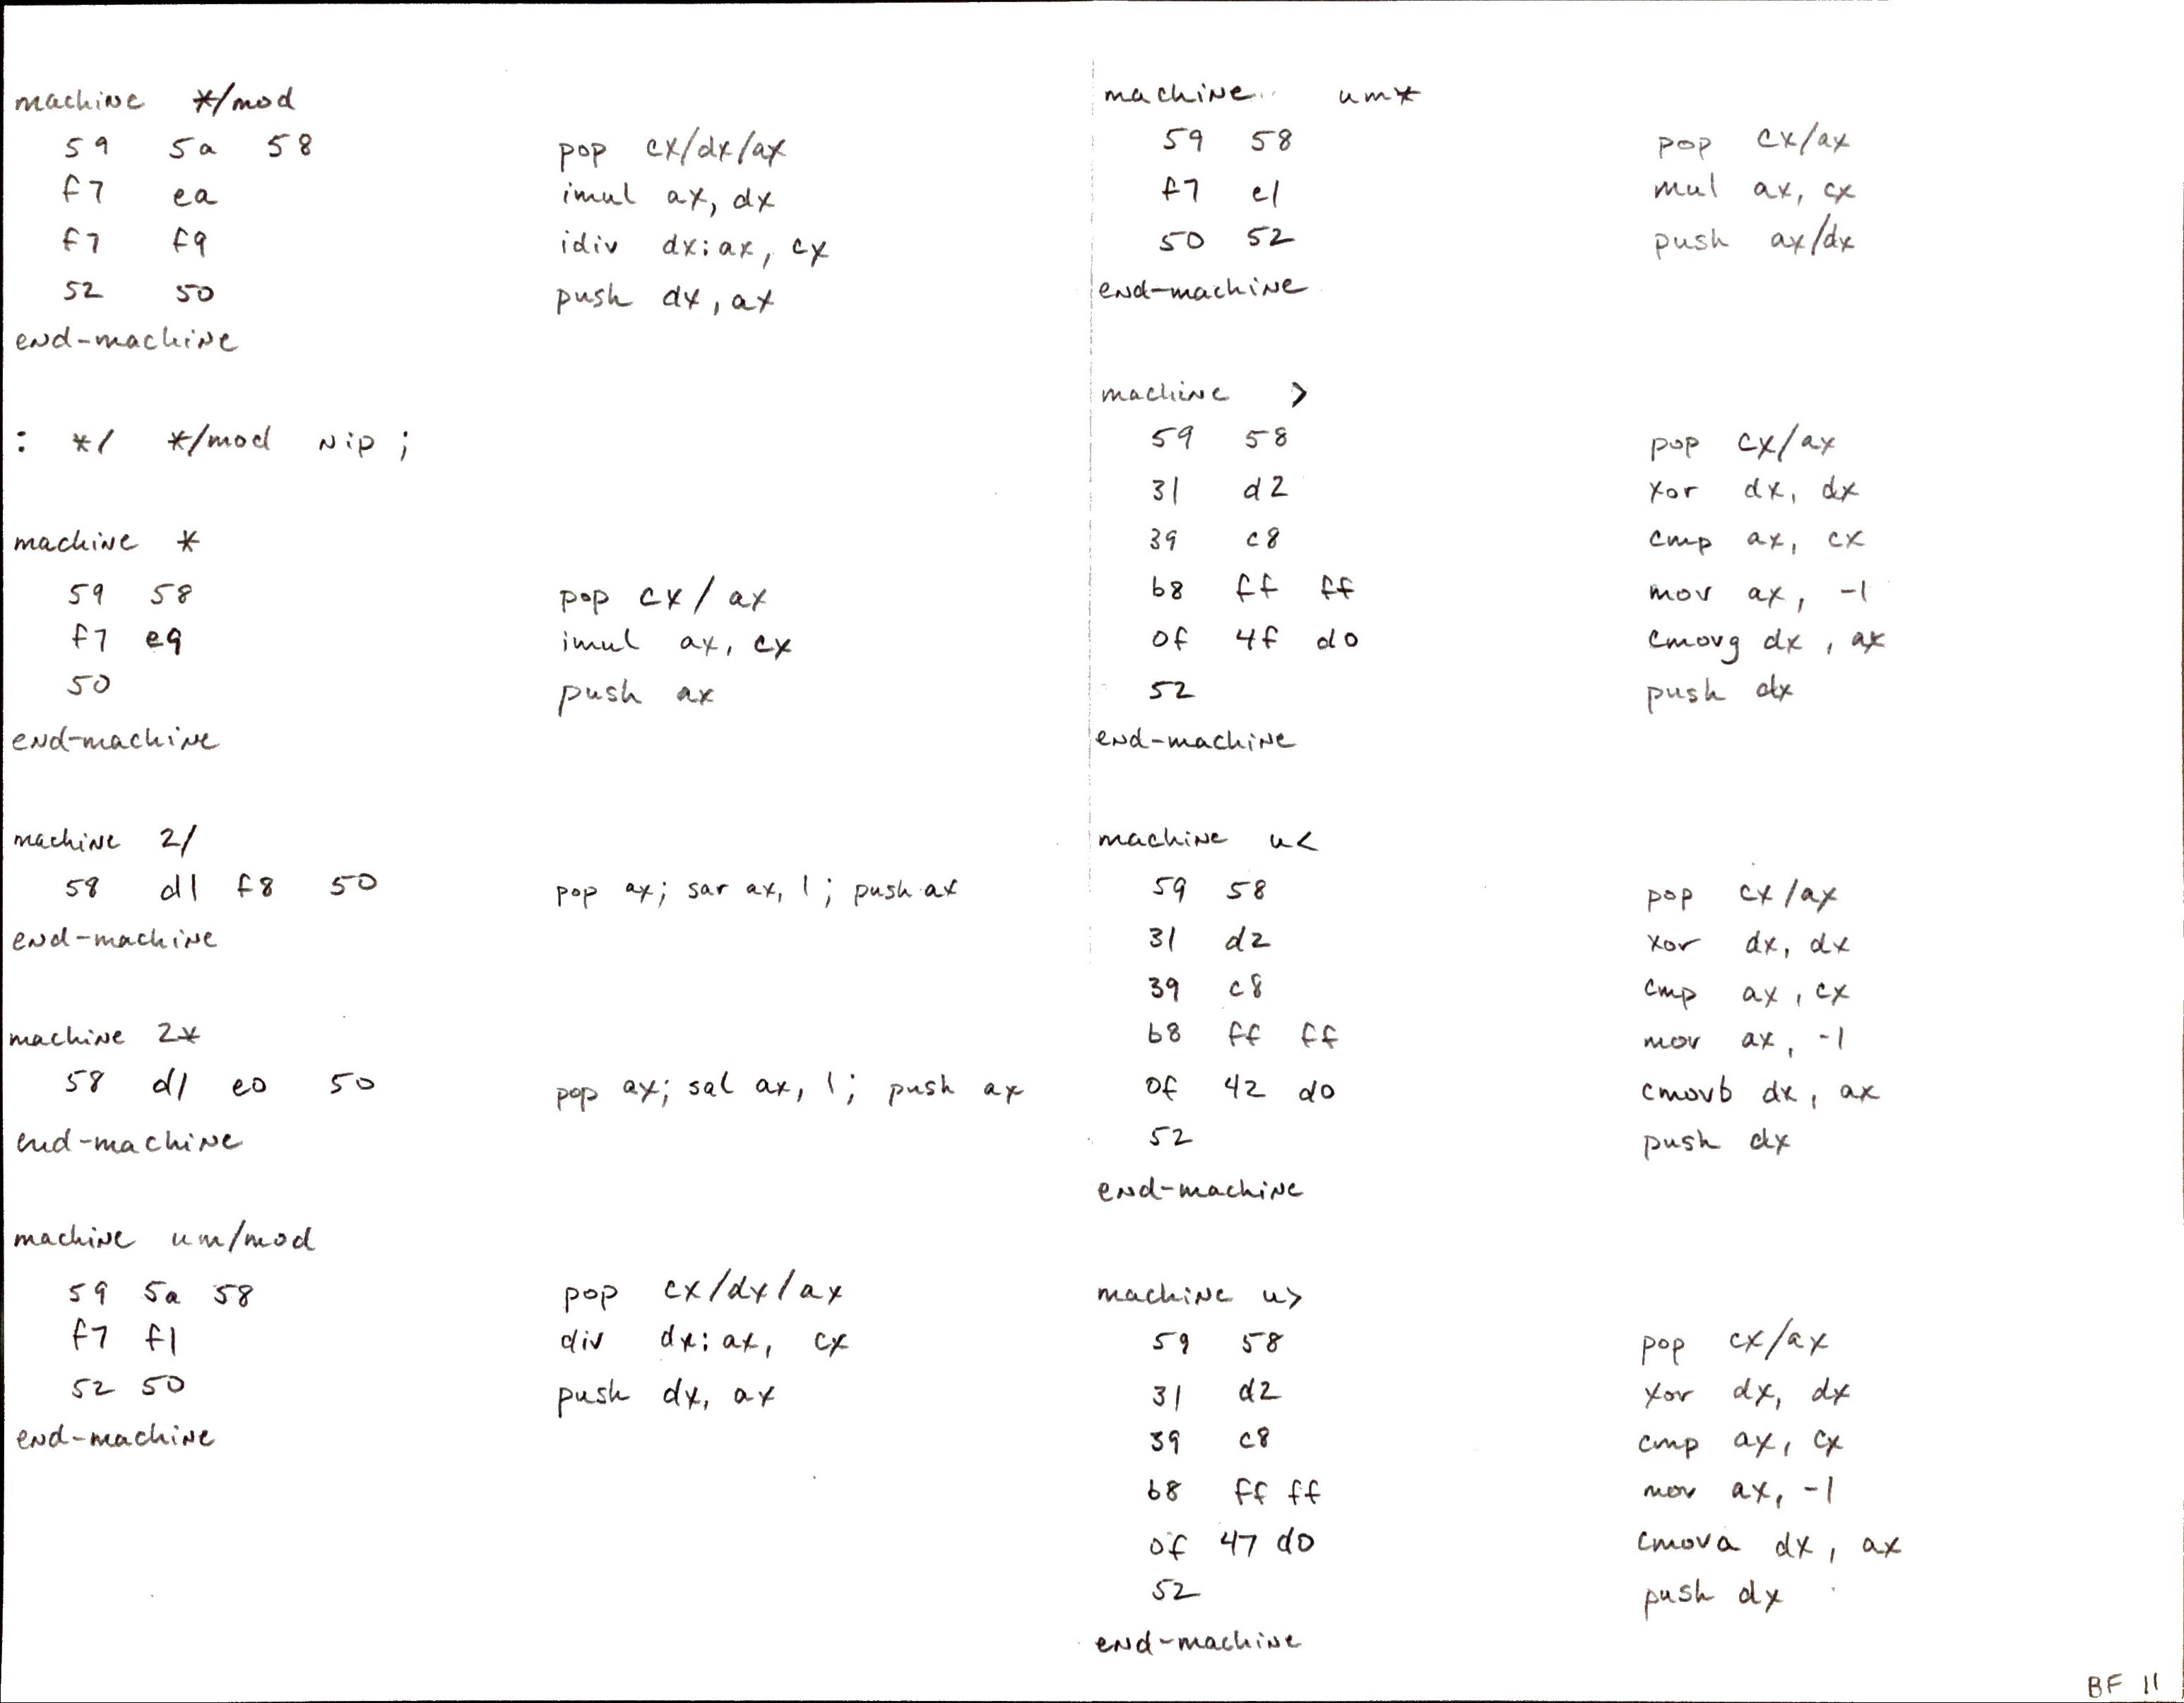 machine */mod
59 5a 58 pop cx/dx/ax
f7 ea imul ax, dx
f7 f9 idiv dx:ax, cx
52 50 push dx, ax
end-machine
: */ */mod nip ;
machine *
59 58 pop cx / ax
f7 e9 imul ax, cx
50 push ax
end-machine
machine 2/
58 d1 f8 50 pop ax; sar ax, 1; push ax
end-machine
machine 2*
58 d1 e0 50 pop ax; sal ax, 1; push ax
end-machine
machine um/mod
59 5a 58 pop cx/dx/ax
f7 f1 div dx:ax, cx
52 50 push dx, ax
end-machine
machine um*
59 58 pop cx/ax
f7 e1 mul ax, cx
50 52 push ax/dx
end-machine
machine >
59 58 pop cx/ax
31 d2 xor dx, dx
39 c8 cmp ax, cx
b8 ff ff mov ax, -1
0f 4f d0 cmovg dx, ax
52 push dx
end-machine
machine u<
59 58 pop cx/ax
31 d2 xor dx, dx
39 c8 cmp ax, cx
b8 ff ff mov ax, -1
0f 42 d0 cmovb dx, ax
52 push dx
end-machine
machine u>
59 58 pop cx/ax
31 d2 xor dx, dx
39 c8 cmp ax, cx
b8 ff ff mov ax, -1
0f 47 d0 cmova dx, ax
52 push dx
end-machine
BF 11